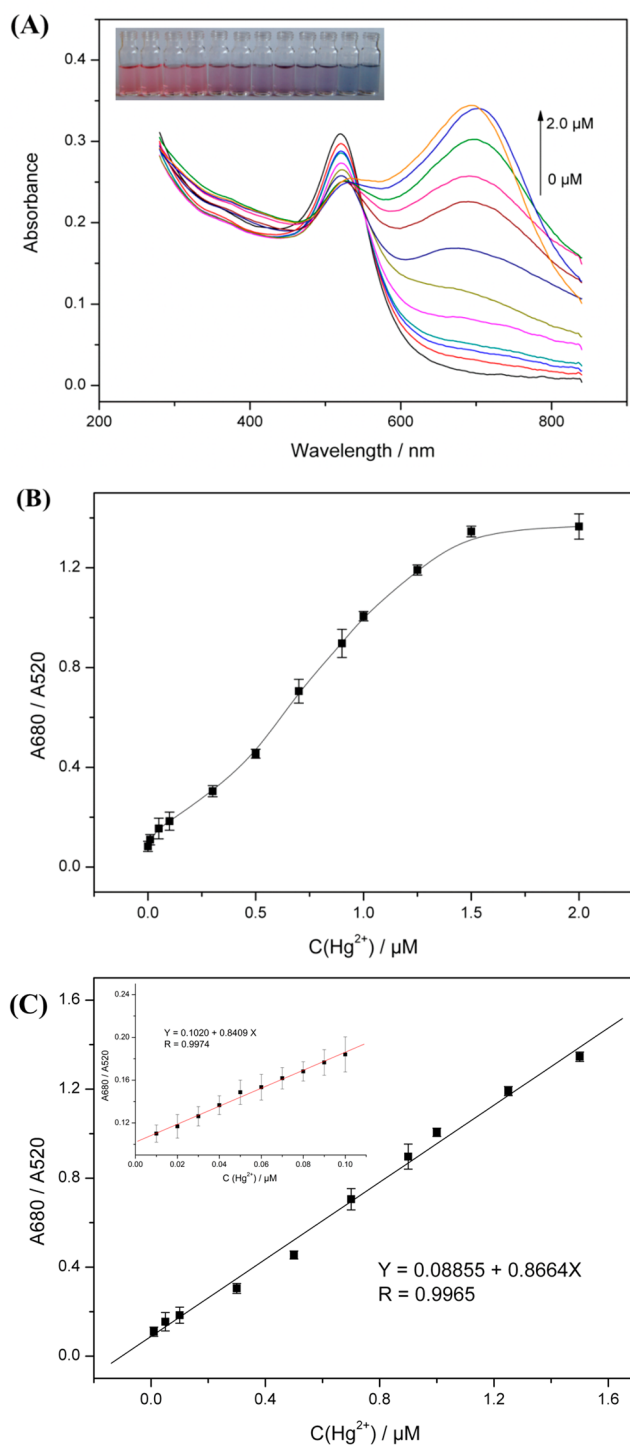 (A)
0.4
0.3
0.2
0.1
0.0
Absorbance
2.0 µM
0 µM
200
400
600
800
Wavelength / nm
(B)
1.2
0.8
0.4
0.0
A680 / A520
0.0
0.5
1.0
1.5
2.0
C(Hg²⁺) / µM
(C)
1.6
1.2
0.8
0.4
0.0
A680 / A520
0.24
0.20
0.16
0.12
A680 / A520
Y = 0.1020 + 0.8409 X
R = 0.9974
0.00
0.02
0.04
0.06
0.08
0.10
C (Hg²⁺) / µM
Y = 0.08855 + 0.8664X
R = 0.9965
0.0
0.4
0.8
1.2
1.6
C(Hg²⁺) / µM